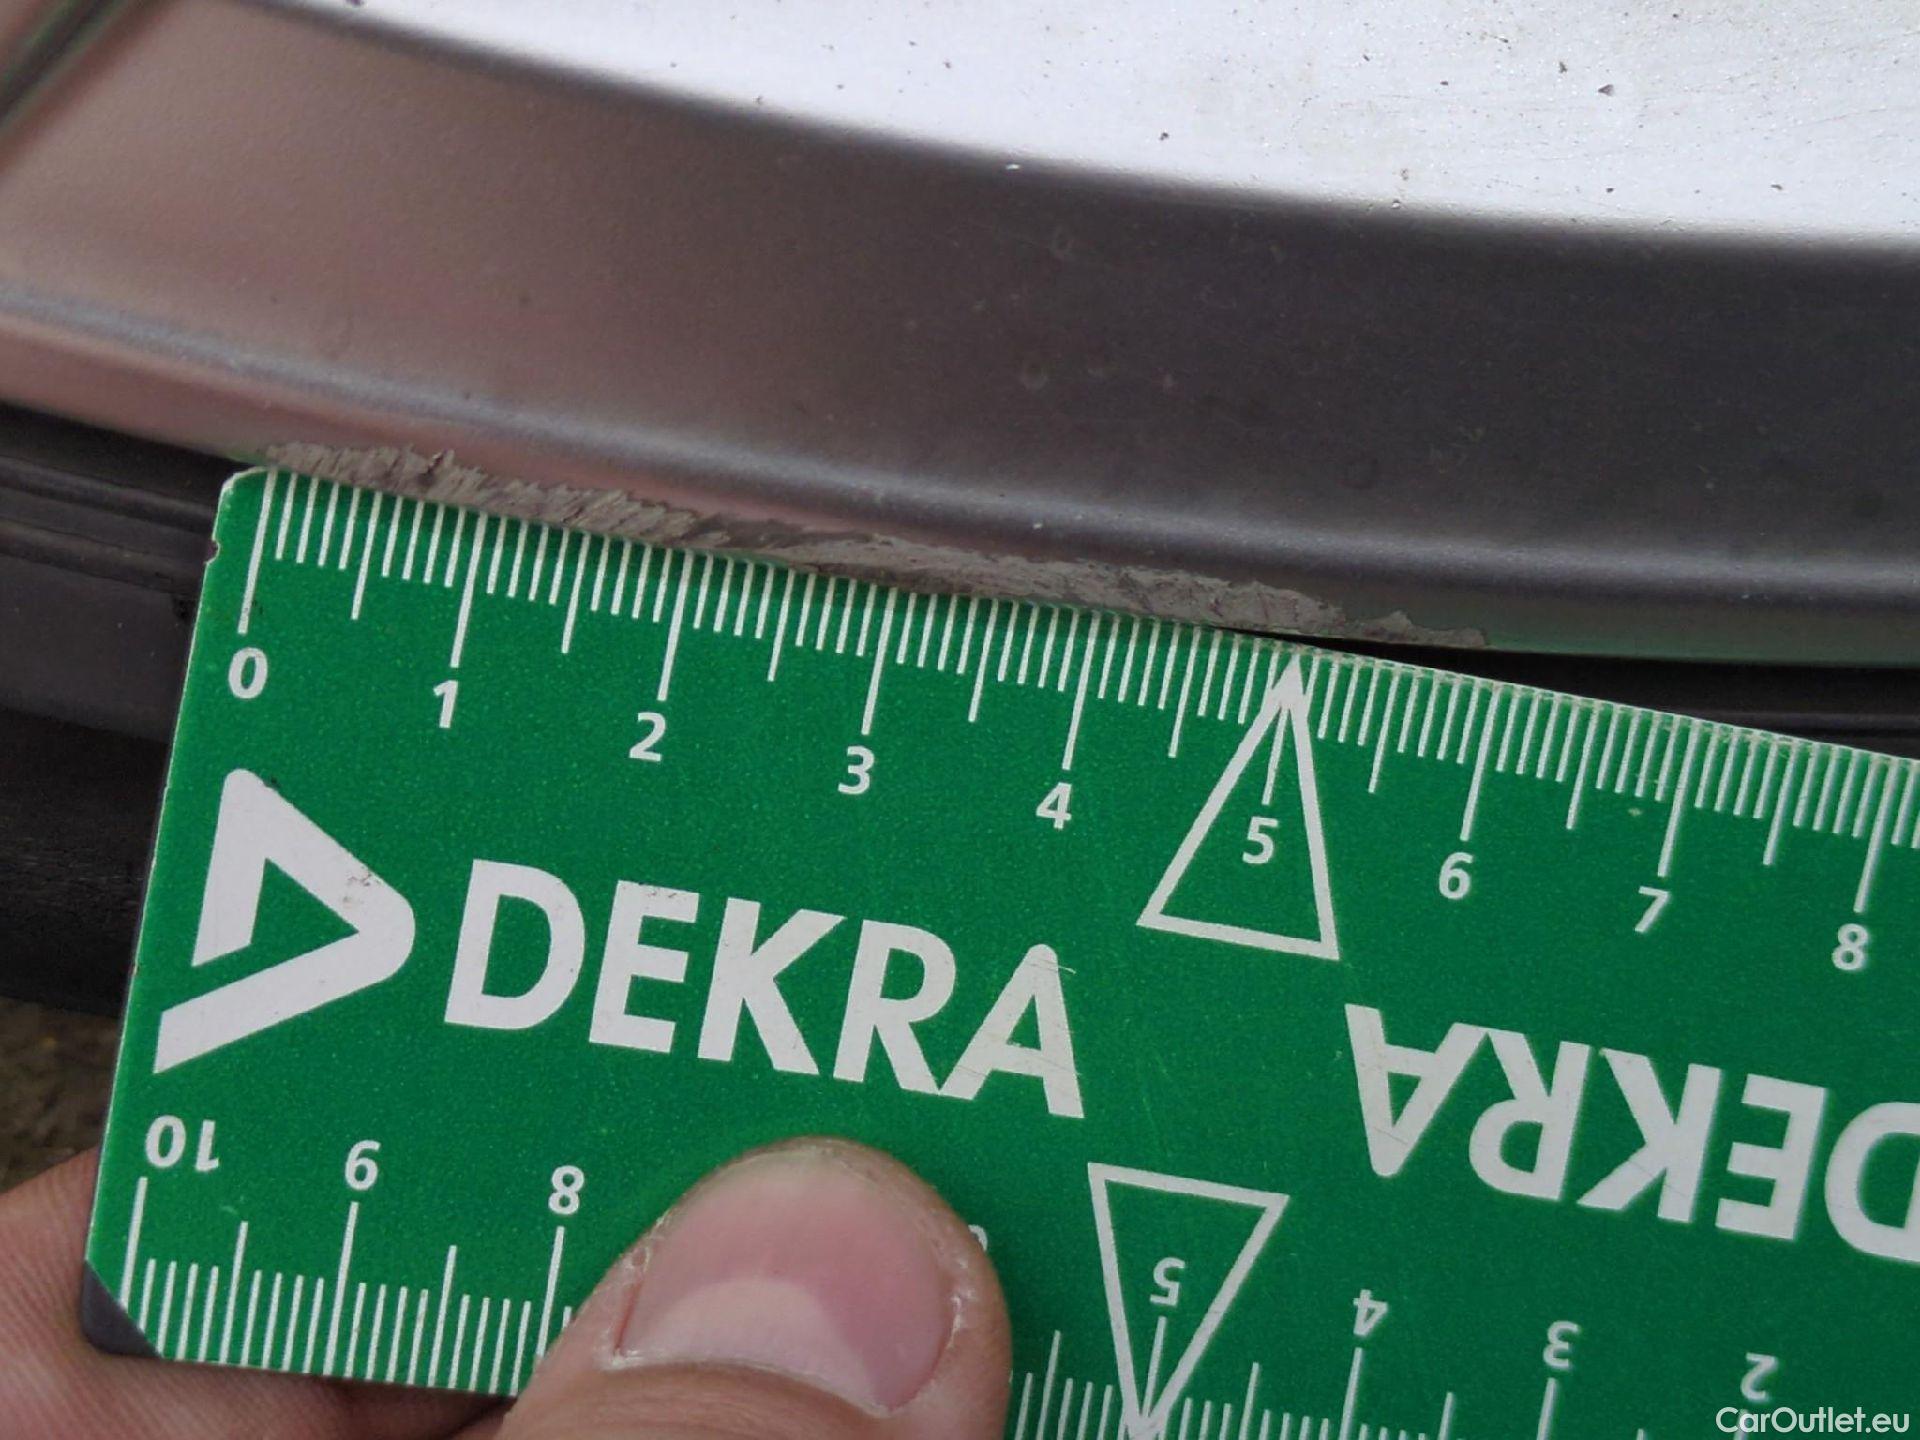 0 1 2 3 4 5 6 7 8
DEKRA
DEKRA
10 9 8 5 4 3 2
CarOutlet.eu